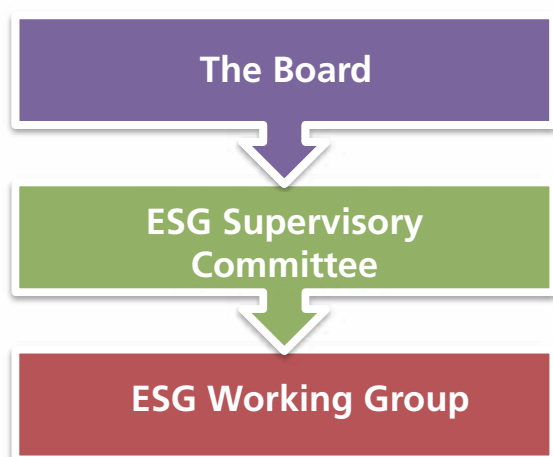 The Board
ESG Supervisory
Committee
ESG Working Group